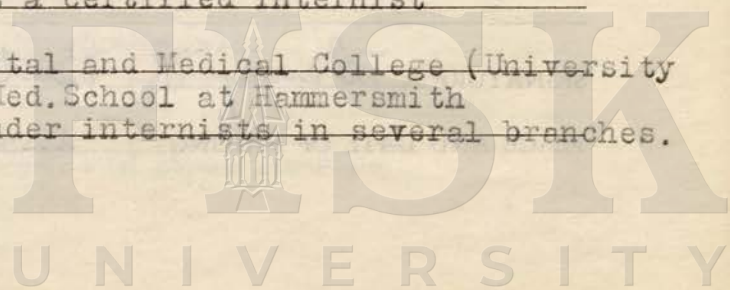 a Certified Internist
tal and Medical College (University
Med.School at Hammersmith
der internists in several branches.
FISK
UNIVERSITY